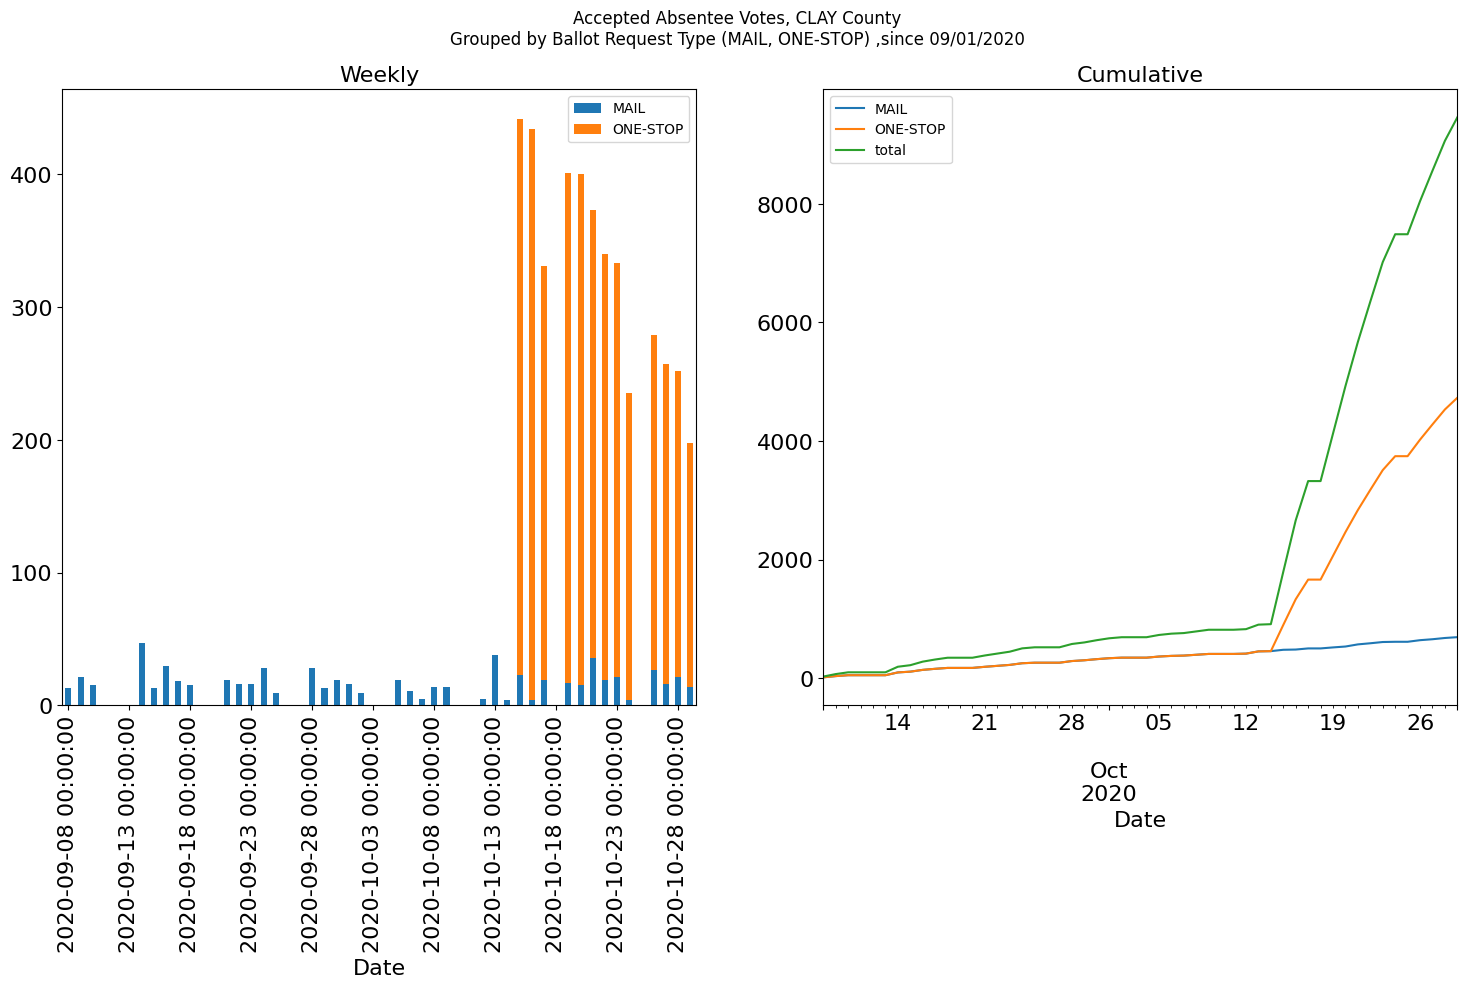 Accepted Absentee Votes, CLAY County
Grouped by Ballot Request Type (MAIL, ONE-STOP) ,since 09/01/2020
Weekly
MAIL
ONE-STOP
400
300
200
100
0
2020-09-08 00:00:00
2020-09-13 00:00:00
2020-09-18 00:00:00
2020-09-23 00:00:00
2020-09-28 00:00:00
2020-10-03 00:00:00
2020-10-08 00:00:00
2020-10-13 00:00:00
2020-10-18 00:00:00
2020-10-23 00:00:00
2020-10-28 00:00:00
Date
Cumulative
MAIL
ONE-STOP
total
8000
6000
4000
2000
0
14 21 28 05 12 19 26
Oct
2020
Date